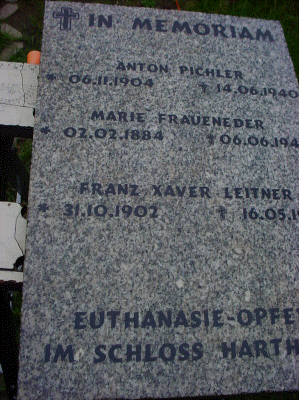 IN MEMORIAM
ANTON PICHLER
* 06.11.1904 † 14.06.1940
MARIE FRAUENEDER
* 02.02.1884 † 06.06.194
FRANZ XAVER LEITNER
* 31.10.1902 † 16.05.1
EUTHANASIE-OPFE
IM SCHLOSS HARTH